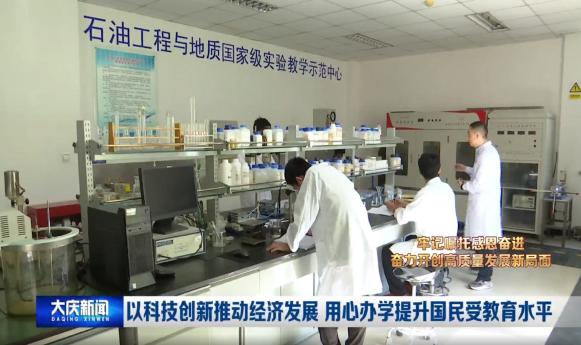 石油工程与地质国家级实验教学示范中心
牢记嘱托感恩奋进
奋力开创高质量发展新局面
大庆新闻
DAQING XINWEN
以科技创新推动经济发展 用心办学提升国民受教育水平